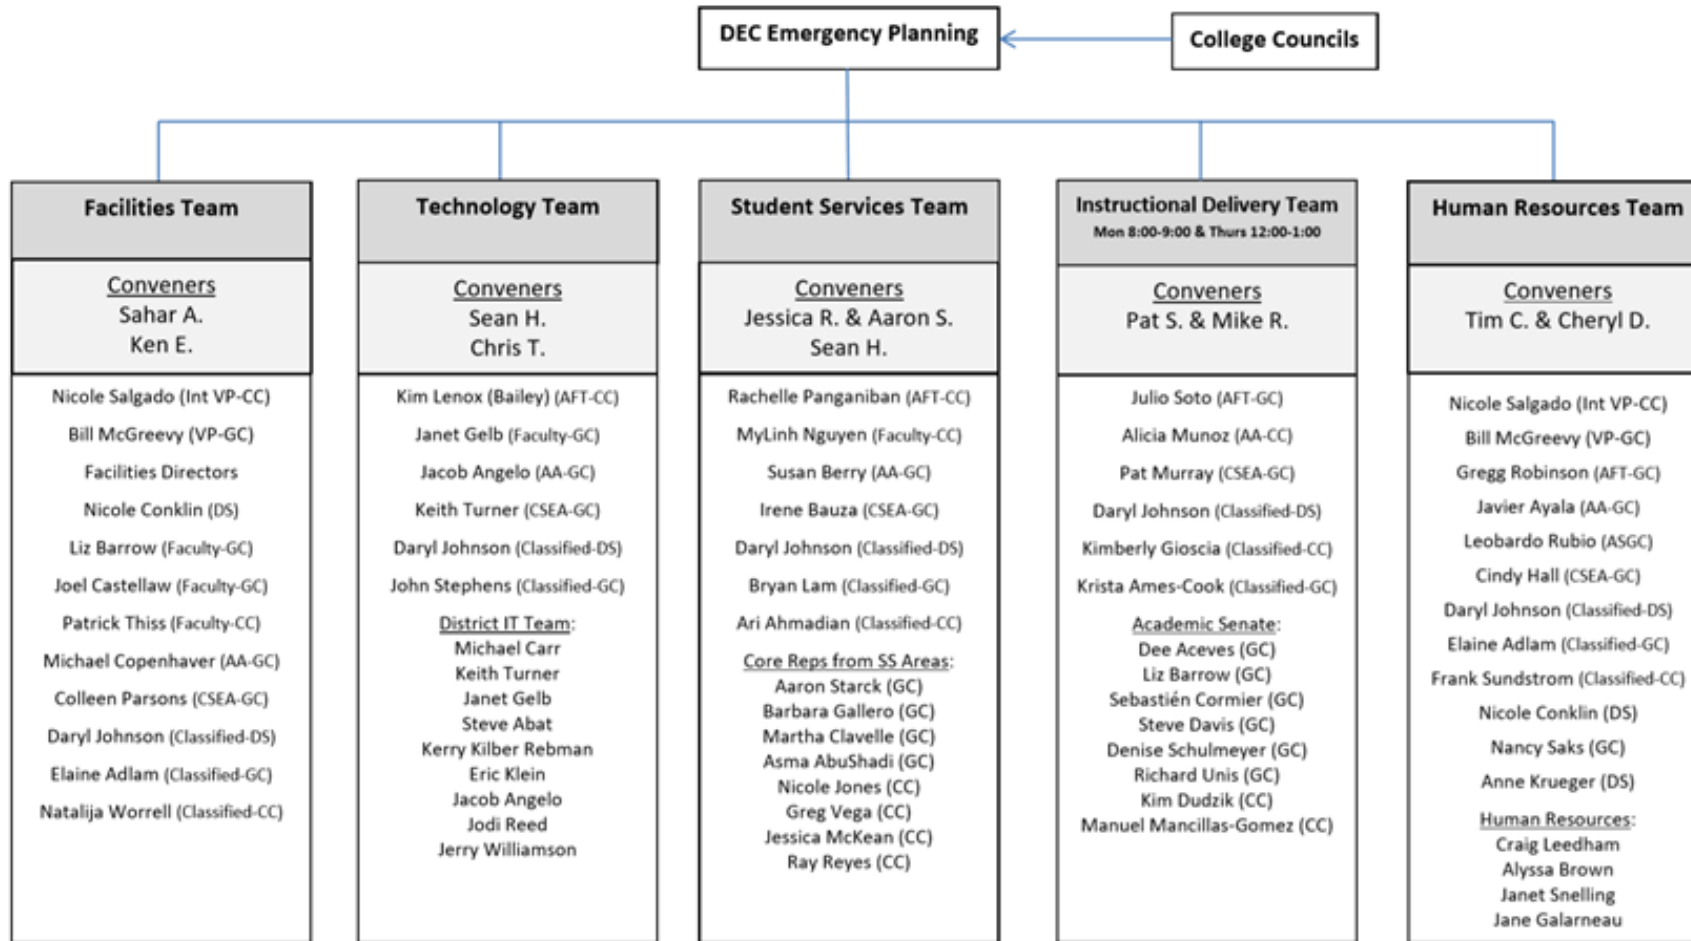 DEC Emergency Planning
College Councils
Facilities Team
Conveners
Sahar A.
Ken E.
Nicole Salgado (Int VP-CC)
Bill McGreevy (VP-GC)
Facilities Directors
Nicole Conklin (DS)
Liz Barrow (Faculty-GC)
Joel Castellaw (Faculty-GC)
Patrick Thiss (Faculty-CC)
Michael Copenhaver (AA-GC)
Colleen Parsons (CSEA-GC)
Daryl Johnson (Classified-DS)
Elaine Adlam (Classified-GC)
Natalija Worrell (Classified-CC)
Technology Team
Conveners
Sean H.
Chris T.
Kim Lenox (Bailey) (AFT-CC)
Janet Gelb (Faculty-GC)
Jacob Angelo (AA-GC)
Keith Turner (CSEA-GC)
Daryl Johnson (Classified-DS)
John Stephens (Classified-GC)
District IT Team:
Michael Carr
Keith Turner
Janet Gelb
Steve Abat
Kerry Kilber Rebman
Eric Klein
Jacob Angelo
Jodi Reed
Jerry Williamson
Student Services Team
Conveners
Jessica R. & Aaron S.
Sean H.
Rachelle Panganiban (AFT-CC)
MyLinh Nguyen (Faculty-CC)
Susan Berry (AA-GC)
Irene Bauza (CSEA-GC)
Daryl Johnson (Classified-DS)
Bryan Lam (Classified-GC)
Ari Ahmadian (Classified-CC)
Core Reps from SS Areas:
Aaron Starck (GC)
Barbara Gallero (GC)
Martha Clavelle (GC)
Asma AbuShadi (GC)
Nicole Jones (CC)
Greg Vega (CC)
Jessica McKean (CC)
Ray Reyes (CC)
Instructional Delivery Team
Mon 8:00-9:00 & Thurs 12:00-1:00
Conveners
Pat S. & Mike R.
Julio Soto (AFT-GC)
Alicia Munoz (AA-CC)
Pat Murray (CSEA-GC)
Daryl Johnson (Classified-DS)
Kimberly Gioscia (Classified-CC)
Krista Ames-Cook (Classified-GC)
Academic Senate:
Dee Aceves (GC)
Liz Barrow (GC)
Sebastién Cormier (GC)
Steve Davis (GC)
Denise Schulmeyer (GC)
Richard Unis (GC)
Kim Dudzik (CC)
Manuel Mancillas-Gomez (CC)
Human Resources Team
Conveners
Tim C. & Cheryl D.
Nicole Salgado (Int VP-CC)
Bill McGreevy (VP-GC)
Gregg Robinson (AFT-GC)
Javier Ayala (AA-GC)
Leobardo Rubio (ASGC)
Cindy Hall (CSEA-GC)
Daryl Johnson (Classified-DS)
Elaine Adlam (Classified-GC)
Frank Sundstrom (Classified-CC)
Nicole Conklin (DS)
Nancy Saks (GC)
Anne Krueger (DS)
Human Resources:
Craig Leedham
Alyssa Brown
Janet Snelling
Jane Galarneau